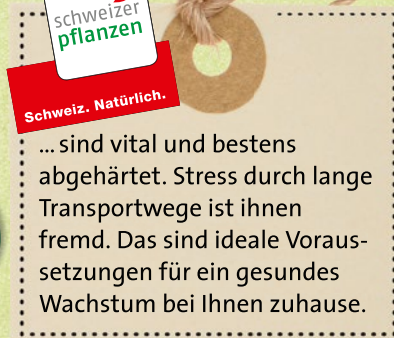 schweizer
pflanzen
Schweiz. Natürlich.
... sind vital und bestens
abgehärtet. Stress durch lange
Transportwege ist ihnen
fremd. Das sind ideale Voraus-
setzungen für ein gesundes
Wachstum bei Ihnen zuhause.